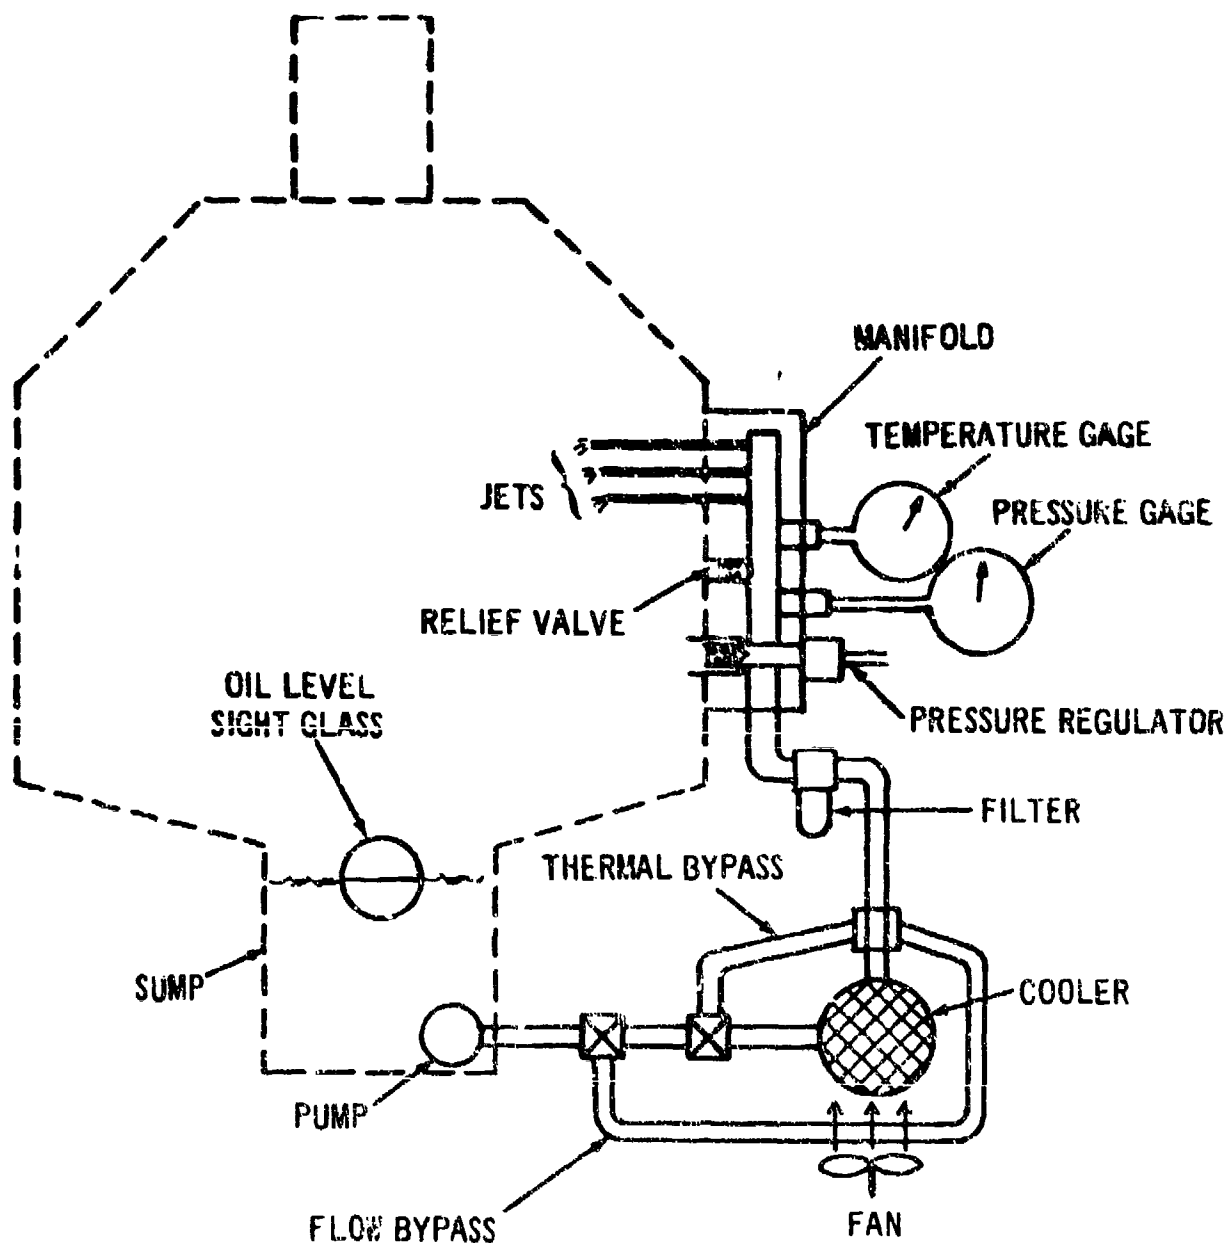 MANIFOLD
TEMPERATURE GAGE
PRESSURE GAGE
JETS
RELIEF VALVE
OIL LEVEL
SIGHT GLASS
PRESSURE REGULATOR
FILTER
THERMAL BYPASS
SUMP
COOLER
PUMP
FLOW BYPASS
FAN